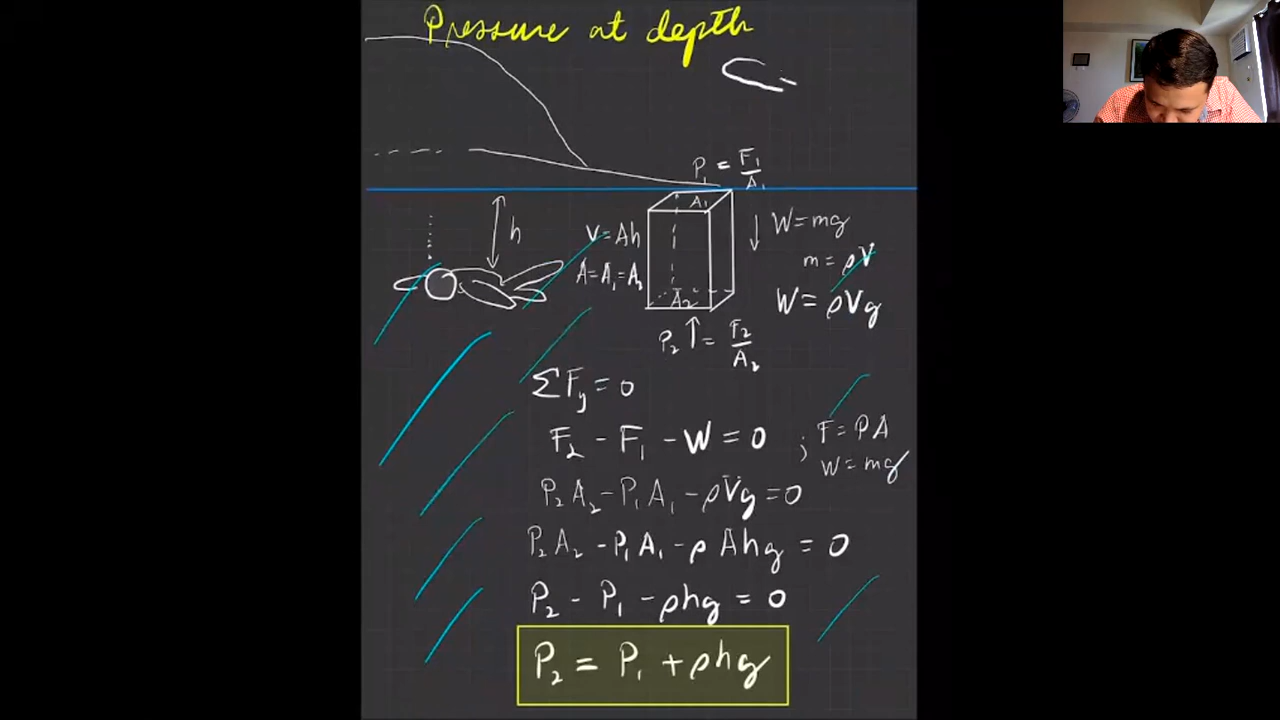 Pressure at depth
P₁ = F₁/A₁
A₁
h
V = Ah
W = mg
A = A₁ = A₂
m = ρV
A₂
W = ρVg
P₂ = F₂/A₂
ΣFy = 0
F₂ - F₁ - W = 0 ; F = PA
W = mg
P₂A₂ - P₁A₁ - ρVg = 0
P₂A₂ - P₁A₁ - ρAhg = 0
P₂ - P₁ - ρhg = 0
P₂ = P₁ + ρhg